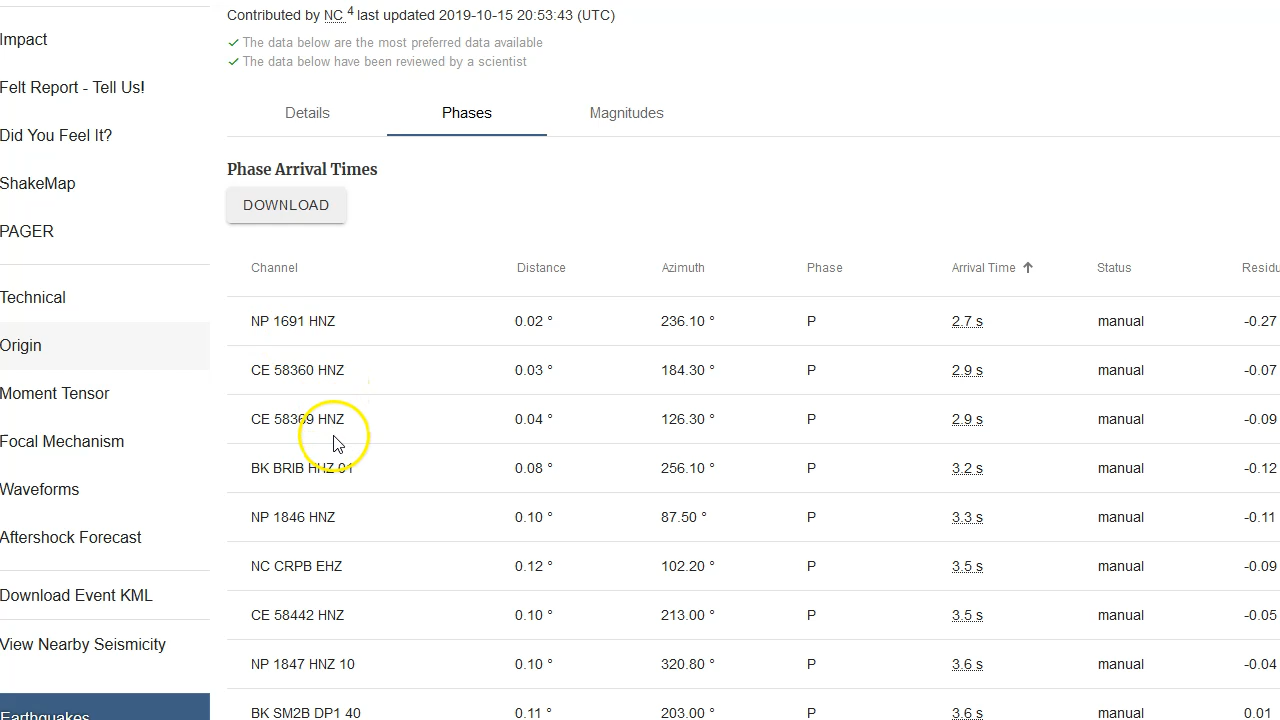 Contributed by NC 4 last updated 2019-10-15 20:53:43 (UTC)
Impact
The data below are the most preferred data available
The data below have been reviewed by a scientist
Felt Report - Tell Us!
Details Phases Magnitudes
Did You Feel It?
Phase Arrival Times
ShakeMap
DOWNLOAD
PAGER
Channel Distance Azimuth Phase Arrival Time Status
Technical
NP 1691 HNZ 0.02 ° 236.10 ° P 2.7 s manual -0.27
Origin
CE 58360 HNZ 0.03 ° 184.30 ° P 2.9 s manual -0.07
Moment Tensor
CE 58369 HNZ 0.04 ° 126.30 ° P 2.9 s manual -0.09
Focal Mechanism
BK BRIB HHZ 01 0.08 ° 256.10 ° P 3.2 s manual -0.12
Waveforms
NP 1846 HNZ 0.10 ° 87.50 ° P 3.3 s manual -0.11
Aftershock Forecast
NC CRPB EHZ 0.12 ° 102.20 ° P 3.5 s manual -0.09
Download Event KML
CE 58442 HNZ 0.10 ° 213.00 ° P 3.5 s manual -0.05
View Nearby Seismicity
NP 1847 HNZ 10 0.10 ° 320.80 ° P 3.6 s manual -0.04
Earthquakes
BK SM2B DP1 40 0.11 ° 203.00 ° P 3.6 s manual 0.01